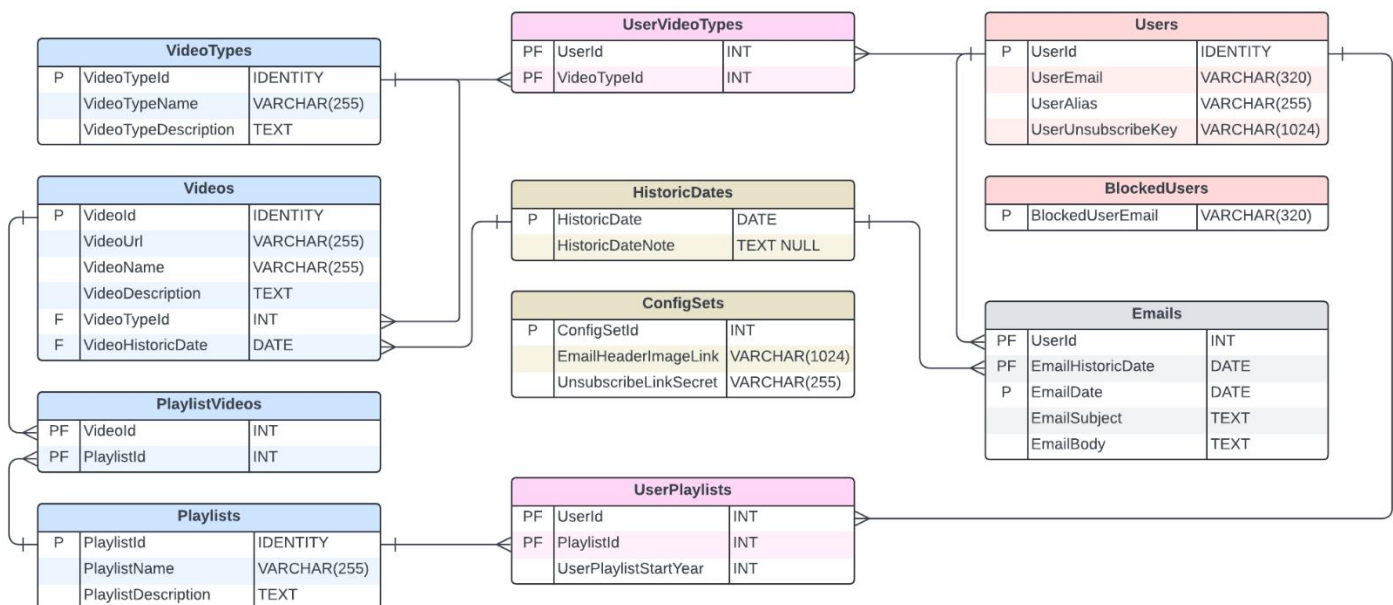 VideoTypes
P VideoTypeId IDENTITY
VideoTypeName VARCHAR(255)
VideoTypeDescription TEXT
Videos
P VideoId IDENTITY
VideoUrl VARCHAR(255)
VideoName VARCHAR(255)
VideoDescription TEXT
F VideoTypeId INT
F VideoHistoricDate DATE
PlaylistVideos
PF VideoId INT
PF PlaylistId INT
Playlists
P PlaylistId IDENTITY
PlaylistName VARCHAR(255)
PlaylistDescription TEXT
UserVideoTypes
PF UserId INT
PF VideoTypeId INT
HistoricDates
P HistoricDate DATE
HistoricDateNote TEXT NULL
ConfigSets
P ConfigSetId INT
EmailHeaderImageLink VARCHAR(1024)
UnsubscribeLinkSecret VARCHAR(255)
UserPlaylists
PF UserId INT
PF PlaylistId INT
UserPlaylistStartYear INT
Users
P UserId IDENTITY
UserEmail VARCHAR(320)
UserAlias VARCHAR(255)
UserUnsubscribeKey VARCHAR(1024)
BlockedUsers
P BlockedUserEmail VARCHAR(320)
Emails
PF UserId INT
PF EmailHistoricDate DATE
P EmailDate DATE
EmailSubject TEXT
EmailBody TEXT